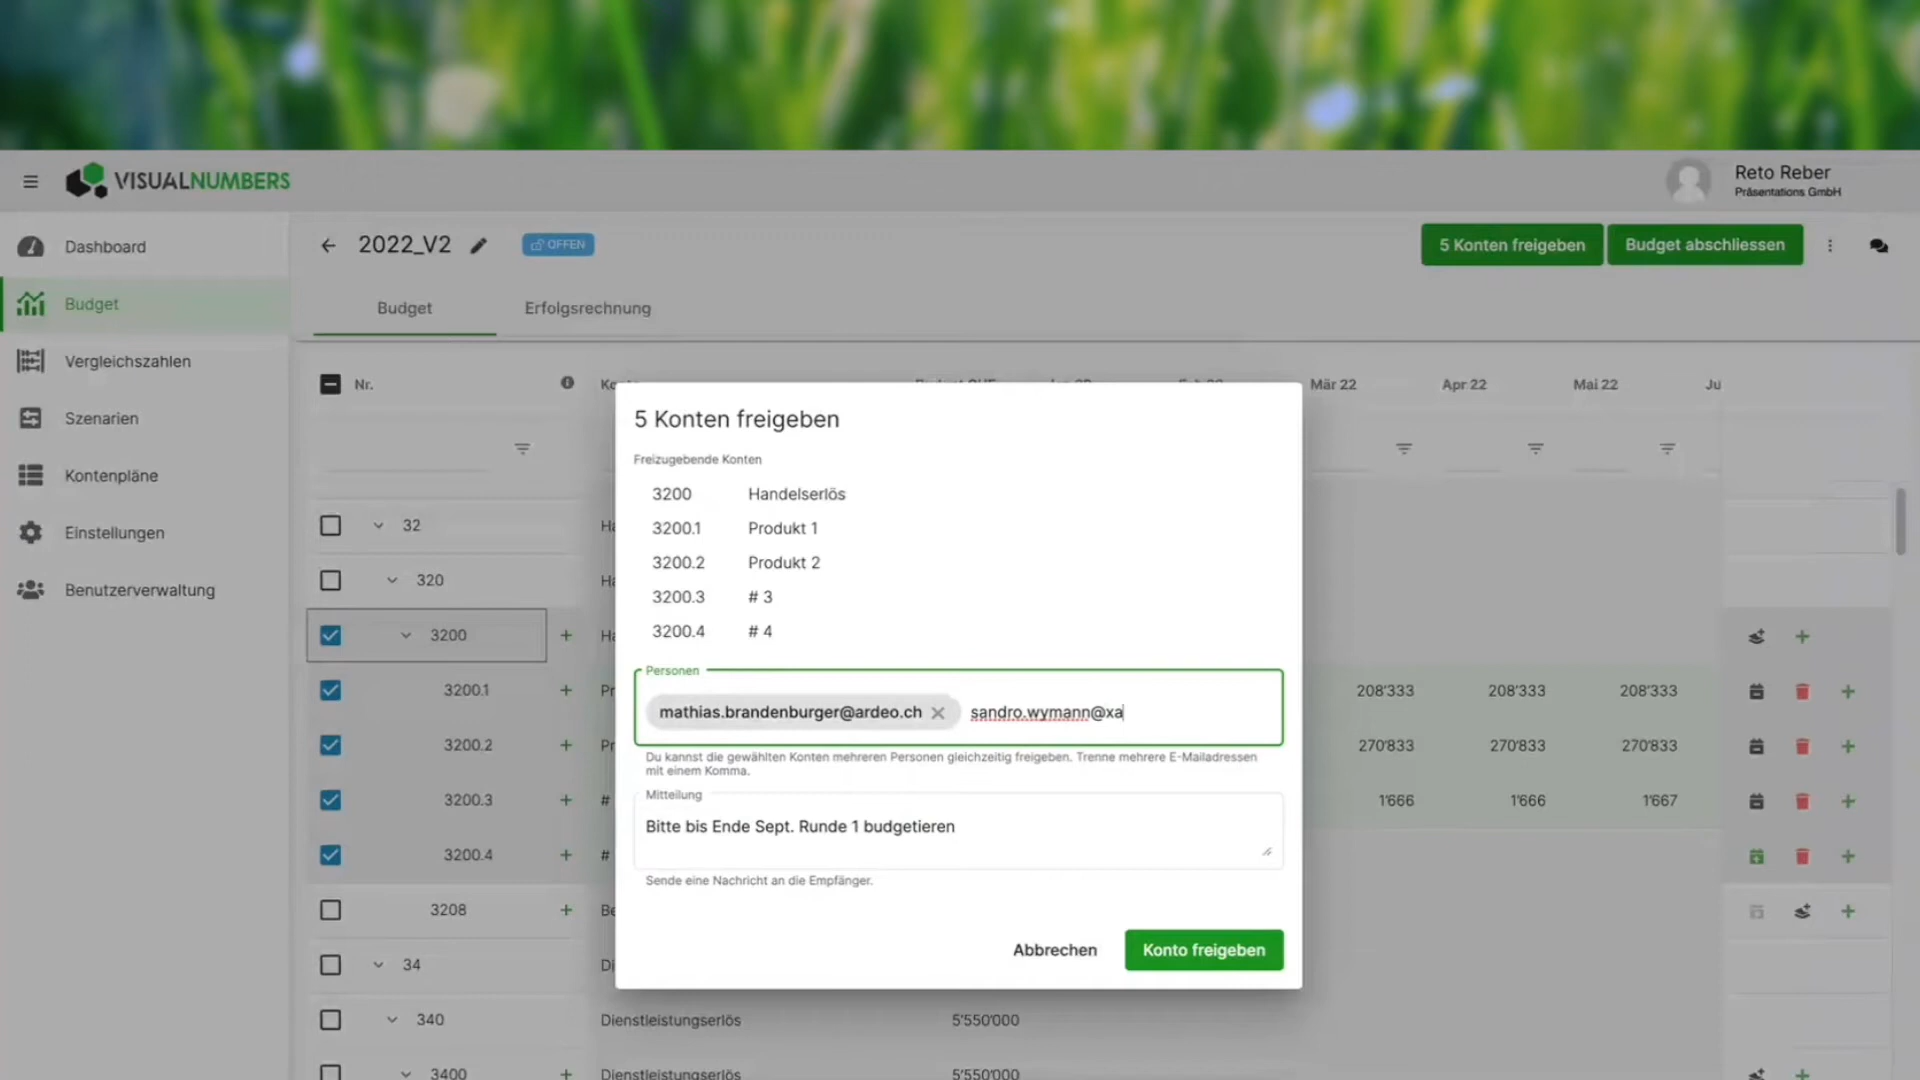 VISUALNUMBERS
Reto Reber
Präsentations GmbH
Dashboard
Budget
Vergleichszahlen
Szenarien
Kontenpläne
Einstellungen
Benutzerverwaltung
2022_V2
OFFEN
5 Konten freigeben
Budget abschliessen
Budget
Erfolgsrechnung
Nr.
Mär 22
Apr 22
Mai 22
Ju
32
320
3200
3200.1
208'333
208'333
208'333
3200.2
270'833
270'833
270'833
3200.3
#
1'666
1'666
1'667
3200.4
#
3208
34
340
Dienstleistungserlös
5'550'000
3400
Dienstleistungserlös
5'550'000
5 Konten freigeben
Freizugebende Konten
3200 Handelserlös
3200.1 Produkt 1
3200.2 Produkt 2
3200.3 # 3
3200.4 # 4
Personen
mathias.brandenburger@ardeo.ch
sandro.wymann@xa
Du kannst die gewählten Konten mehreren Personen gleichzeitig freigeben. Trenne mehrere E-Mailadressen
mit einem Komma.
Mitteilung
Bitte bis Ende Sept. Runde 1 budgetieren
Sende eine Nachricht an die Empfänger.
Abbrechen
Konto freigeben